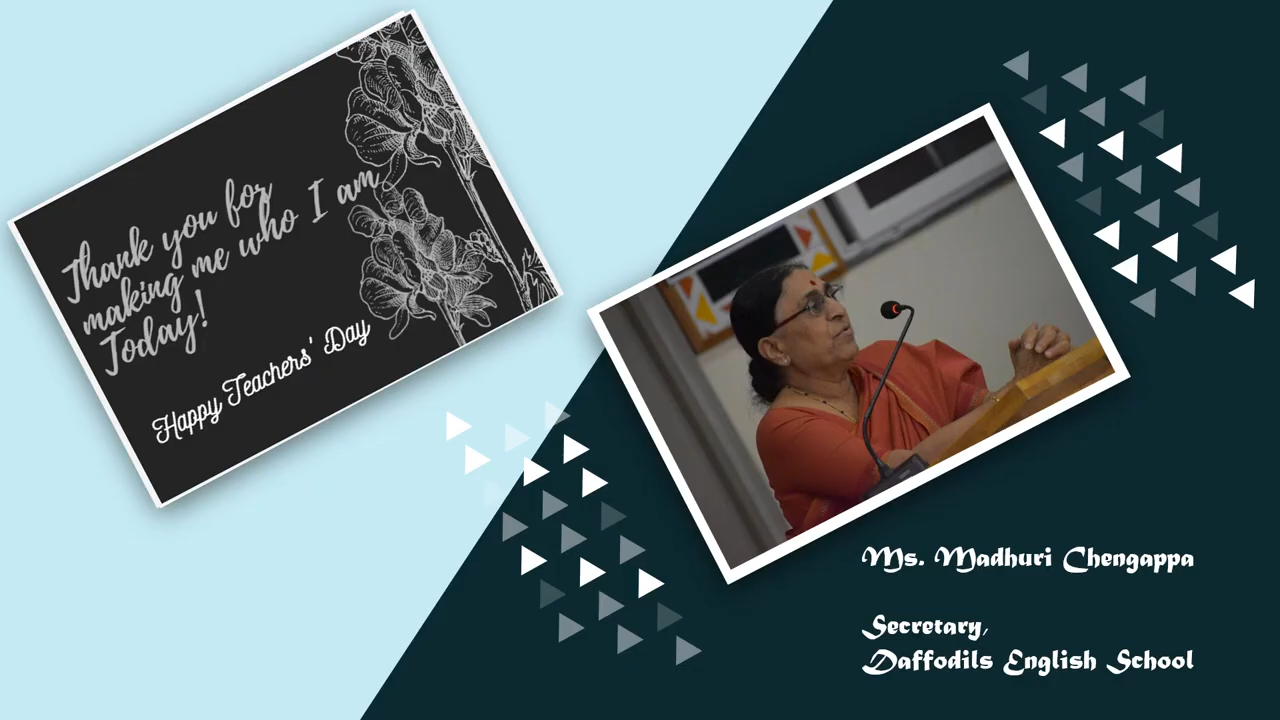 Thank you for
making me who I am
Today!
Happy Teachers' Day
Ms. Madhuri Chengappa
Secretary,
Daffodils English School